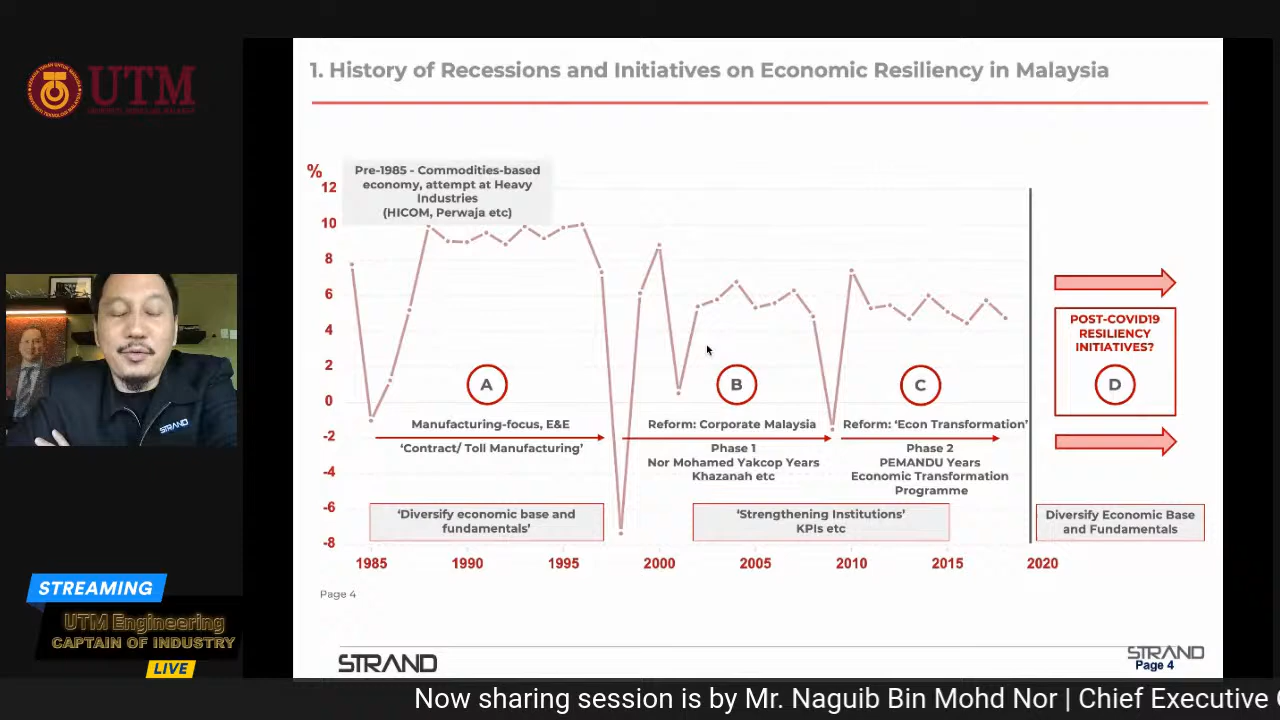 UTM
1. History of Recessions and Initiatives on Economic Resiliency in Malaysia
%
Pre-1985 - Commodities-based
economy, attempt at Heavy
Industries
(HICOM, Perwaja etc)
12
10
8
6
4
2
0
-2
-4
-6
-8
A
Manufacturing-focus, E&E
‘Contract/ Toll Manufacturing’
‘Diversify economic base and
fundamentals’
B
Reform: Corporate Malaysia
Phase 1
Nor Mohamed Yakcop Years
Khazanah etc
‘Strengthening Institutions’
KPIs etc
C
Reform: ‘Econ Transformation’
Phase 2
PEMANDU Years
Economic Transformation
Programme
POST-COVID19
RESILIENCY
INITIATIVES?
D
Diversify Economic Base
and Fundamentals
1985 1990 1995 2000 2005 2010 2015 2020
Page 4
STRAND
STRAND
Page 4
STRAND
STREAMING
UTM Engineering
CAPTAIN OF INDUSTRY
LIVE
Now sharing session is by Mr. Naguib Bin Mohd Nor | Chief Executive